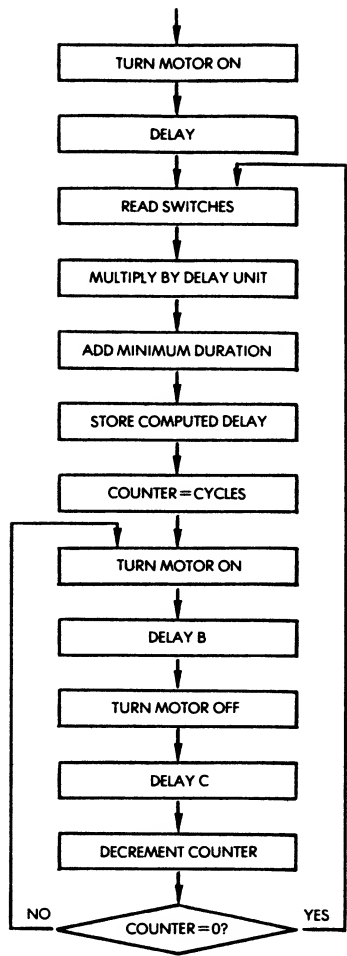 TURN MOTOR ON
DELAY
READ SWITCHES
MULTIPLY BY DELAY UNIT
ADD MINIMUM DURATION
STORE COMPUTED DELAY
COUNTER=CYCLES
TURN MOTOR ON
DELAY B
TURN MOTOR OFF
DELAY C
DECREMENT COUNTER
NO
COUNTER=0?
YES